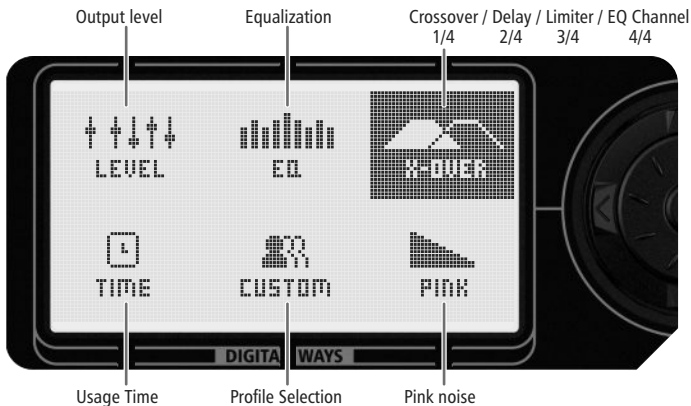 Output level
Equalization
Crossover / Delay / Limiter / EQ Channel
1/4 2/4 3/4 4/4
LEVEL
EQ
X-OVER
TIME
CUSTOM
PINK
DIGITA WAYS
Usage Time
Profile Selection
Pink noise